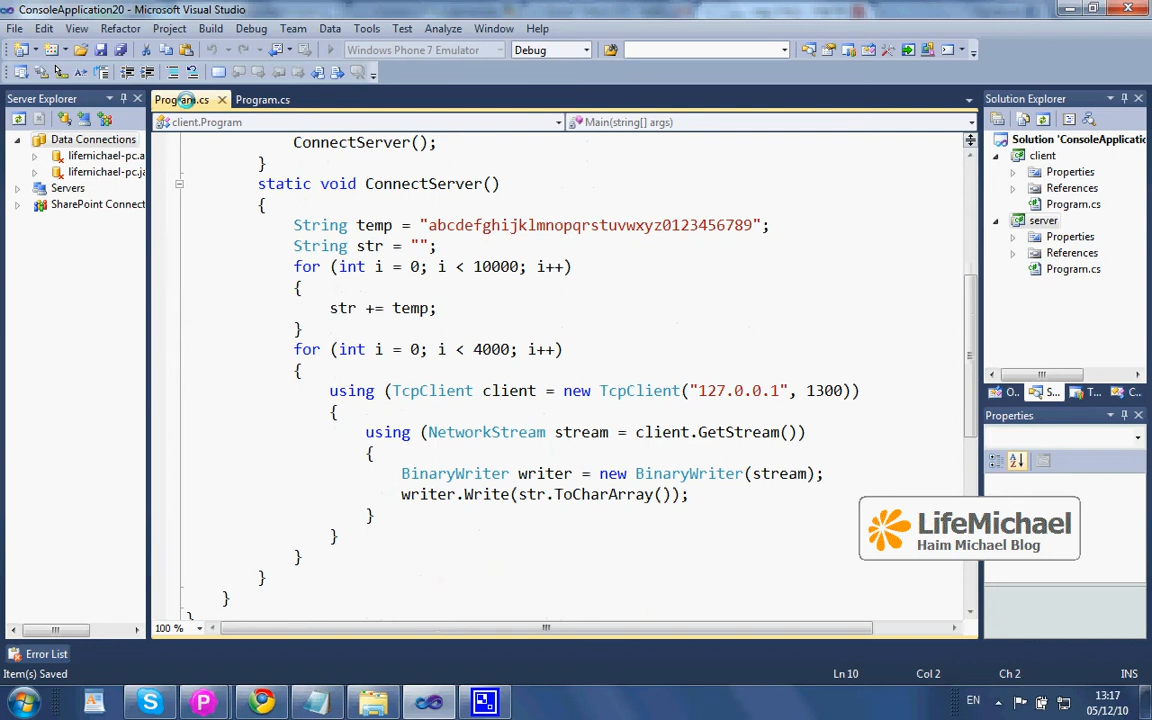 ConsoleApplication20 - Microsoft Visual Studio
File Edit View Refactor Project Build Debug Team Data Tools Test Analyze Window Help
Windows Phone 7 Emulator Debug
Server Explorer
Data Connections
lifemichael-pc.a
lifemichael-pc.ja
Servers
SharePoint Connect
Program.cs Program.cs
client.Program Main(string[] args)
ConnectServer();
}
static void ConnectServer()
{
String temp = "abcdefghijklmnopqrstuvwxyz0123456789";
String str = "";
for (int i = 0; i < 10000; i++)
{
str += temp;
}
for (int i = 0; i < 4000; i++)
{
using (TcpClient client = new TcpClient("127.0.0.1", 1300))
{
using (NetworkStream stream = client.GetStream())
{
BinaryWriter writer = new BinaryWriter(stream);
writer.Write(str.ToCharArray());
}
}
}
}
}
}
100 %
Solution Explorer
Solution 'ConsoleApplicatic
client
Properties
References
Program.cs
server
Properties
References
Program.cs
O... S... T... C...
Properties
LifeMichael
Haim Michael Blog
Error List
Item(s) Saved Ln 10 Col 2 Ch 2 INS
EN 13:17
05/12/10